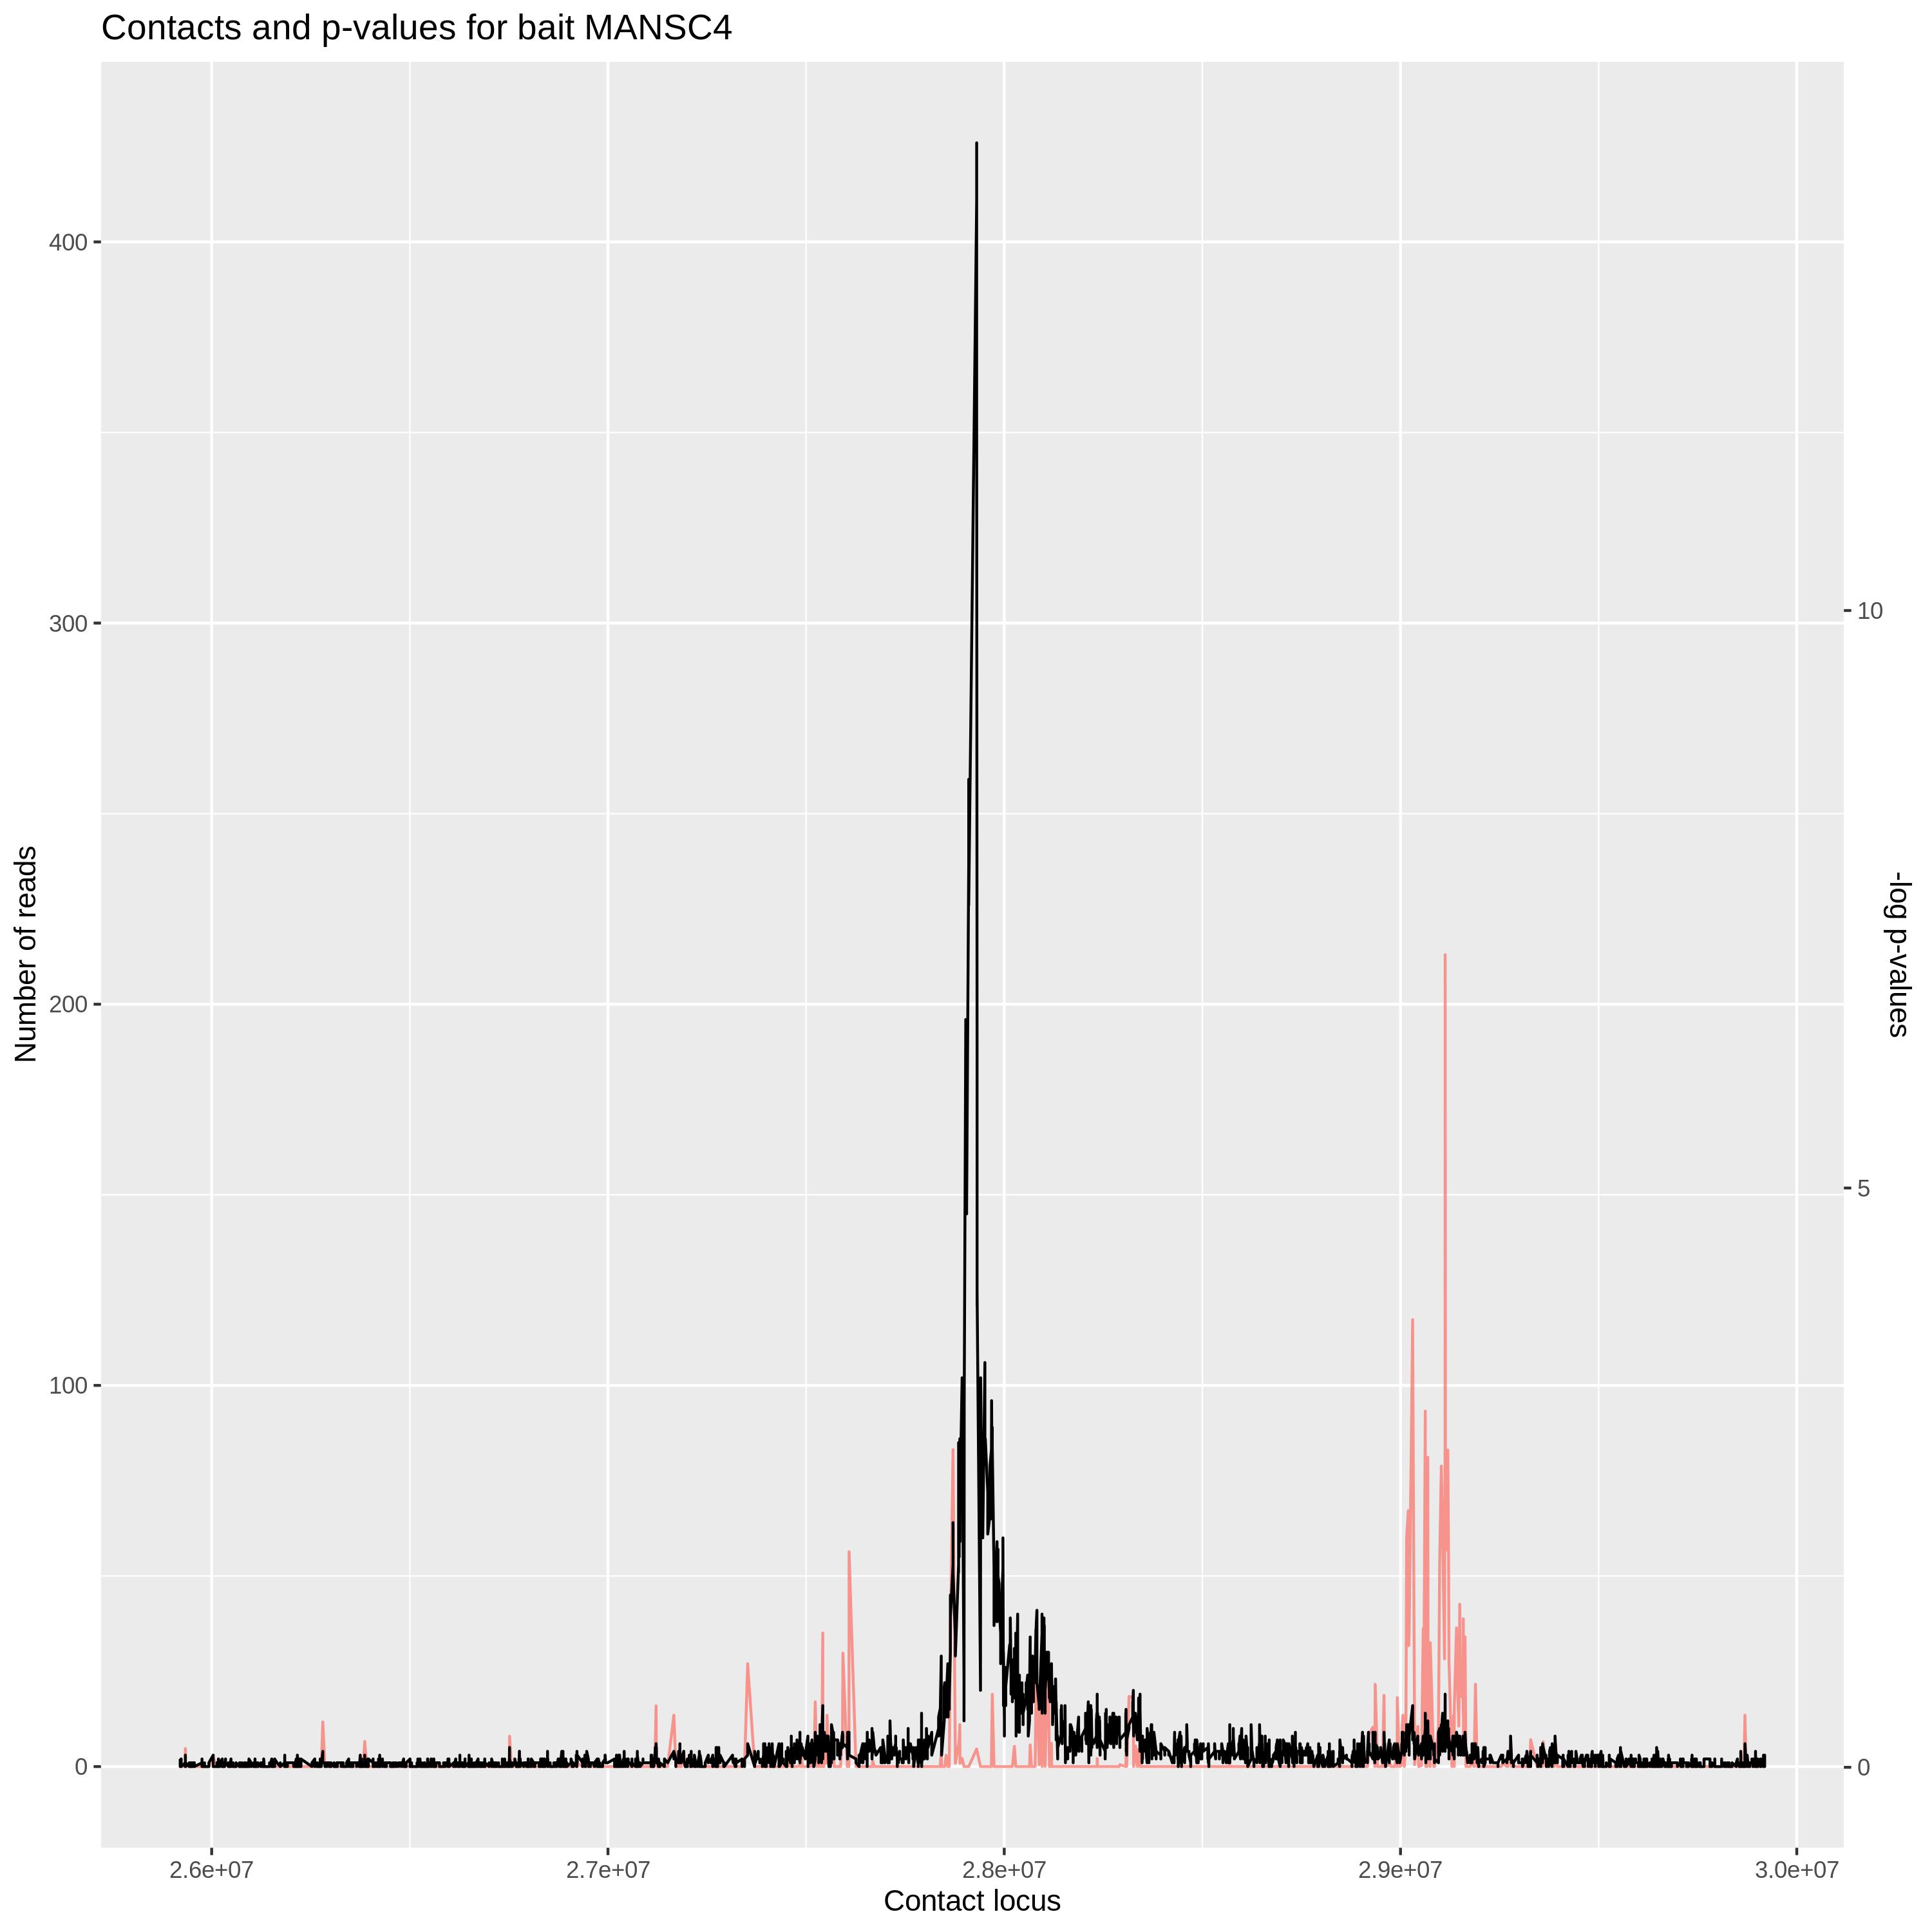 Contacts and p-values for bait MANSC4
Number of reads
400
300
200
100
0
10
5
0
-log p-values
2.6e+07
2.7e+07
2.8e+07
2.9e+07
3.0e+07
Contact locus